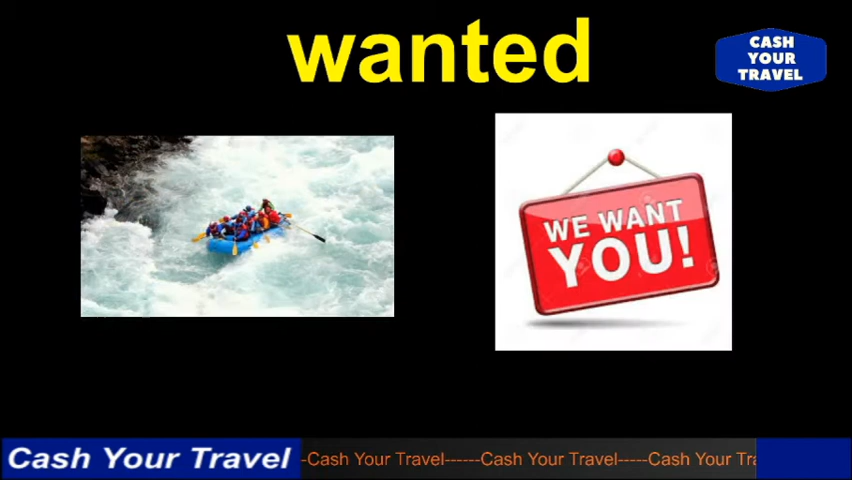 wanted
CASH
YOUR
TRAVEL
WE WANT
YOU!
Cash Your Travel
-Cash Your Travel------Cash Your Travel-----Cash Your Tra